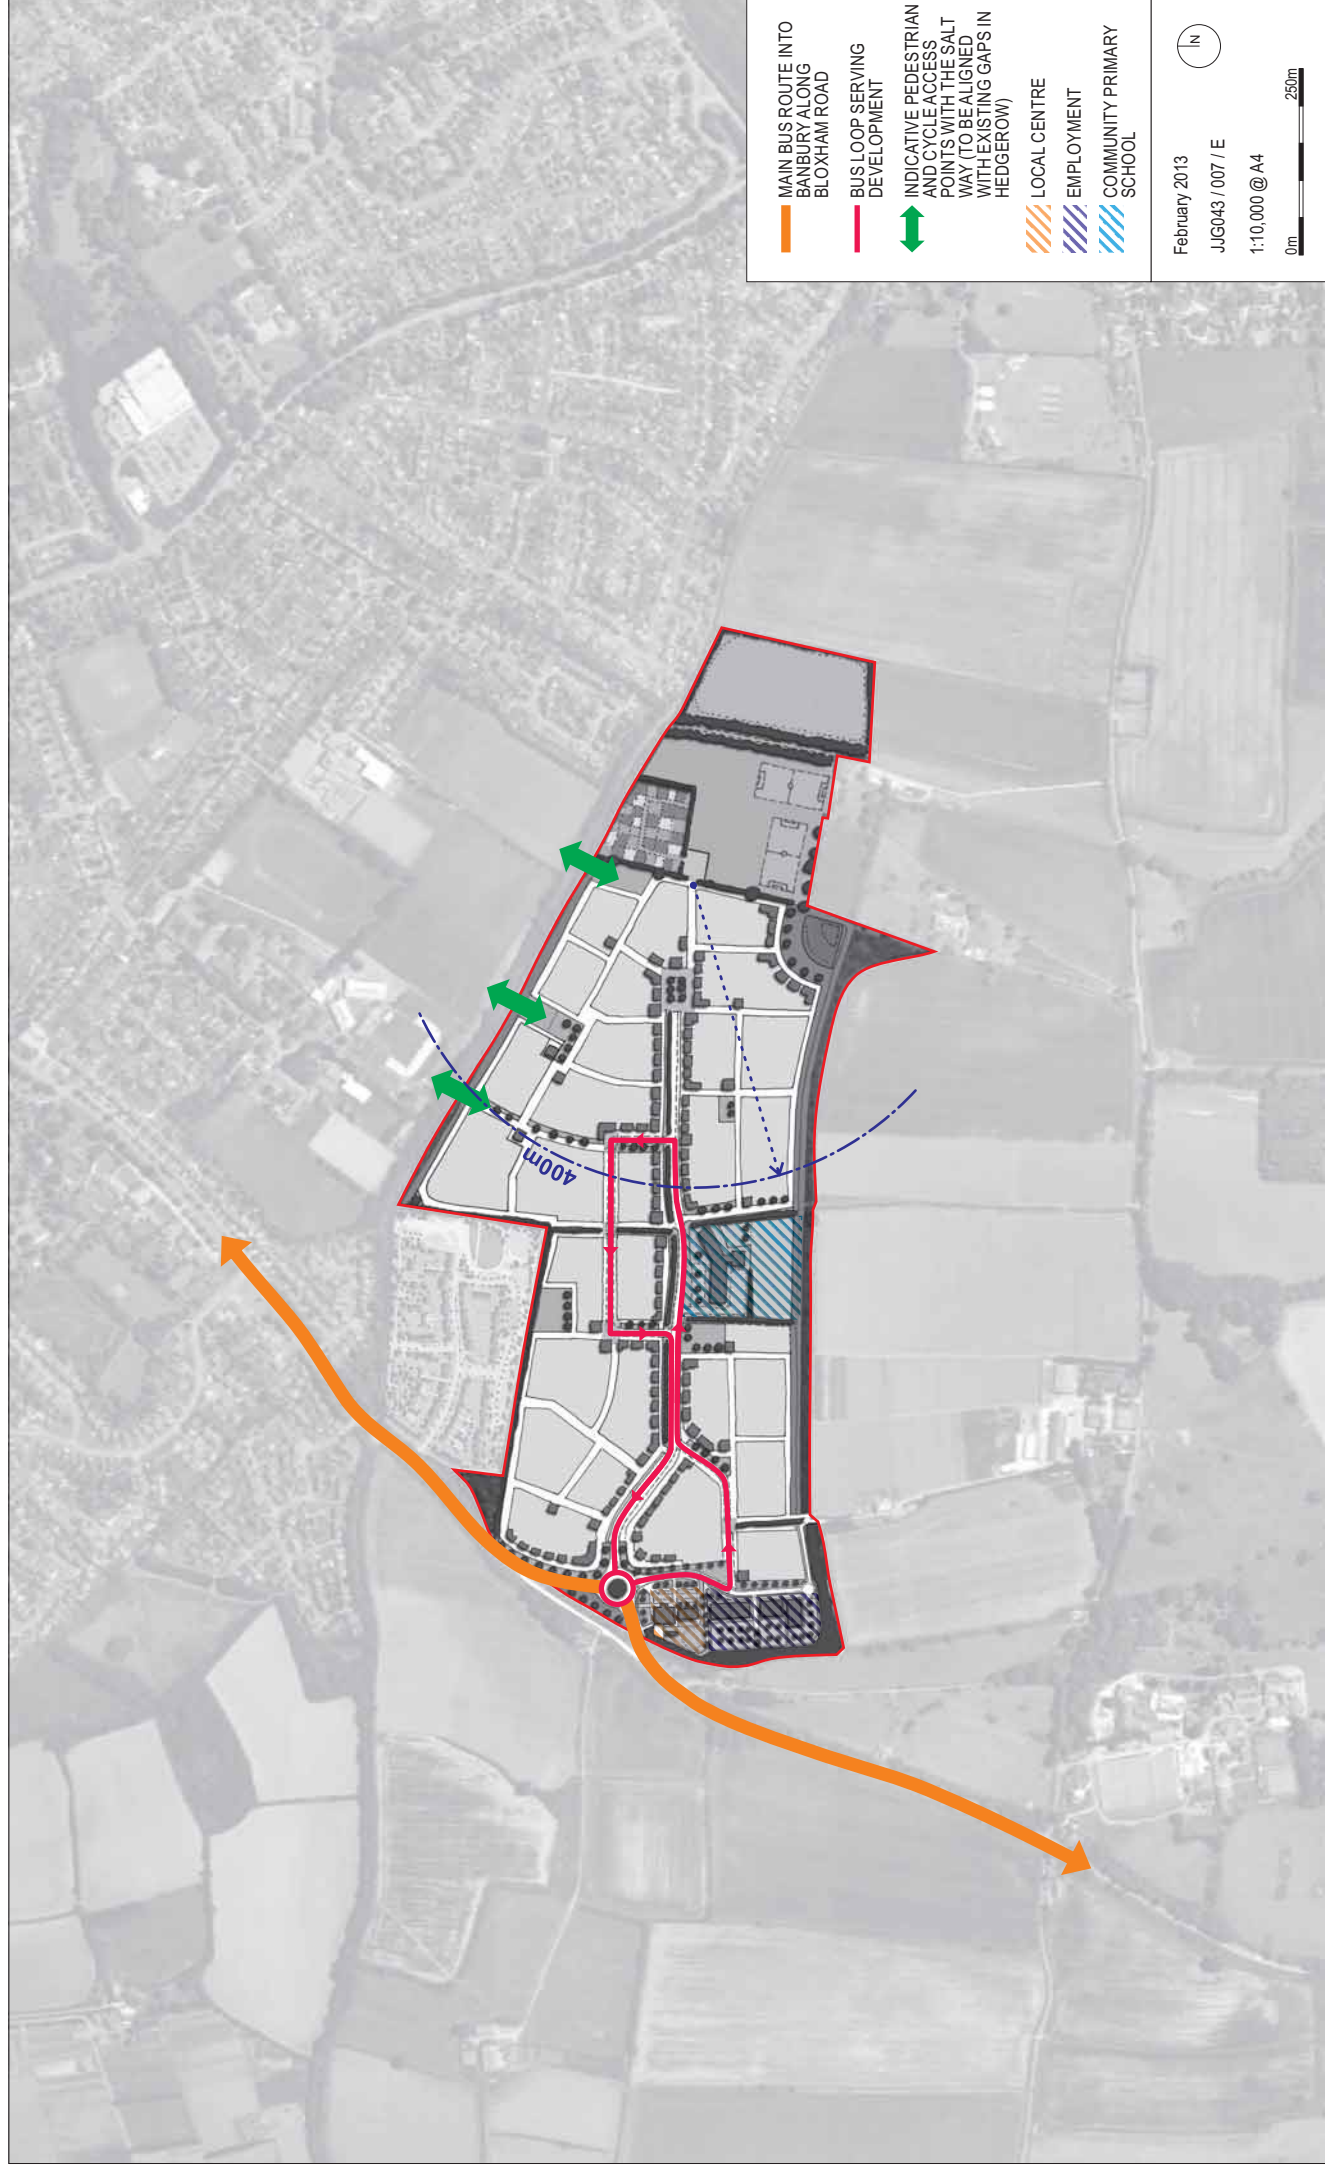 MAIN BUS ROUTE INTO
BANBURY ALONG
BLOXHAM ROAD
BUS LOOP SERVING
DEVELOPMENT
INDICATIVE PEDESTRIAN
AND CYCLE ACCESS
POINTS WITH THE SALT
WAY (TO BE ALIGNED
WITH EXISTING GAPS IN
HEDGEROW)
LOCAL CENTRE
EMPLOYMENT
COMMUNITY PRIMARY
SCHOOL
February 2013
N
JJG043 / 007 / E
1:10,000 @ A4
0m
250m
400m